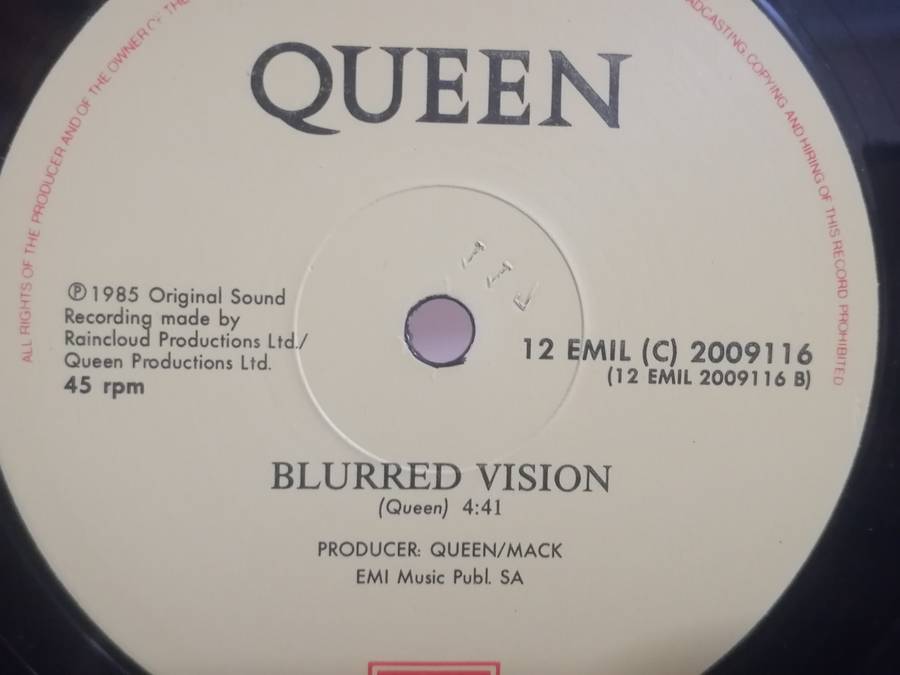 QUEEN
ALL RIGHTS OF THE PRODUCER AND OF THE OWNER OF THE
COPYING AND HIRING OF THIS RECORD PROHIBITED
℗ 1985 Original Sound
Recording made by
Raincloud Productions Ltd./
Queen Productions Ltd.
45 rpm
12 EMIL (C) 2009116
(12 EMIL 2009116 B)
BLURRED VISION
(Queen) 4:41
PRODUCER: QUEEN/MACK
EMI Music Publ. SA